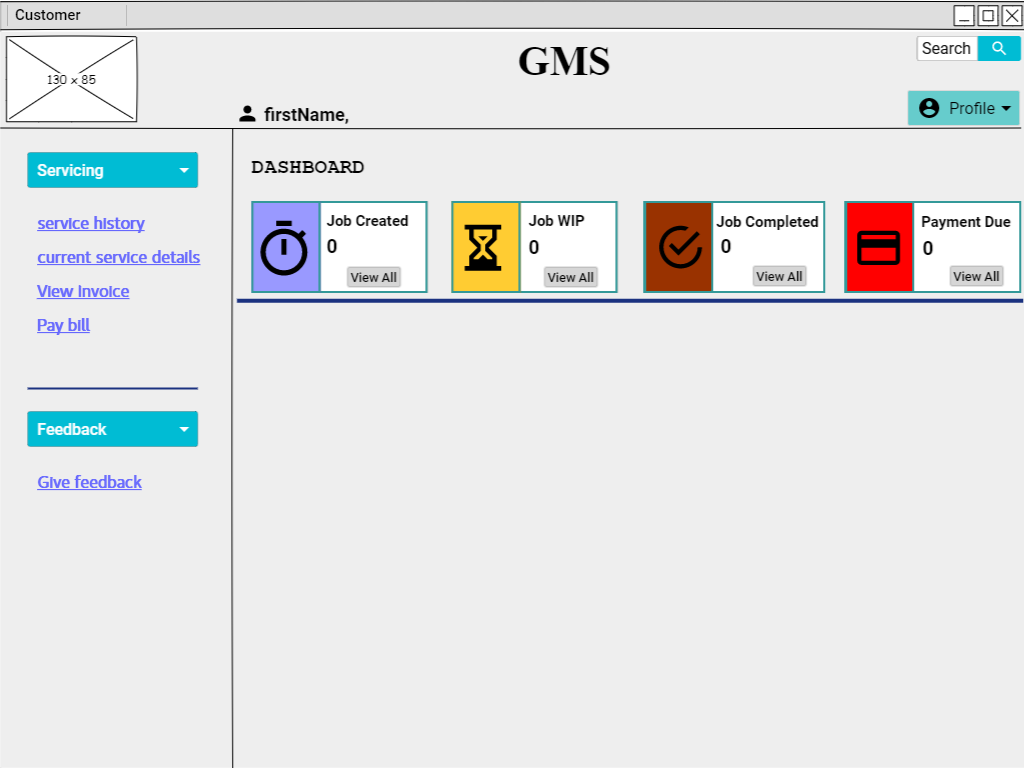 Customer
130 x 85
GMS
Search
firstName,
Profile
Servicing
service history
current service details
View Invoice
Pay bill
Feedback
Give feedback
DASHBOARD
Job Created
0
View All
Job WIP
0
View All
Job Completed
0
View All
Payment Due
0
View All